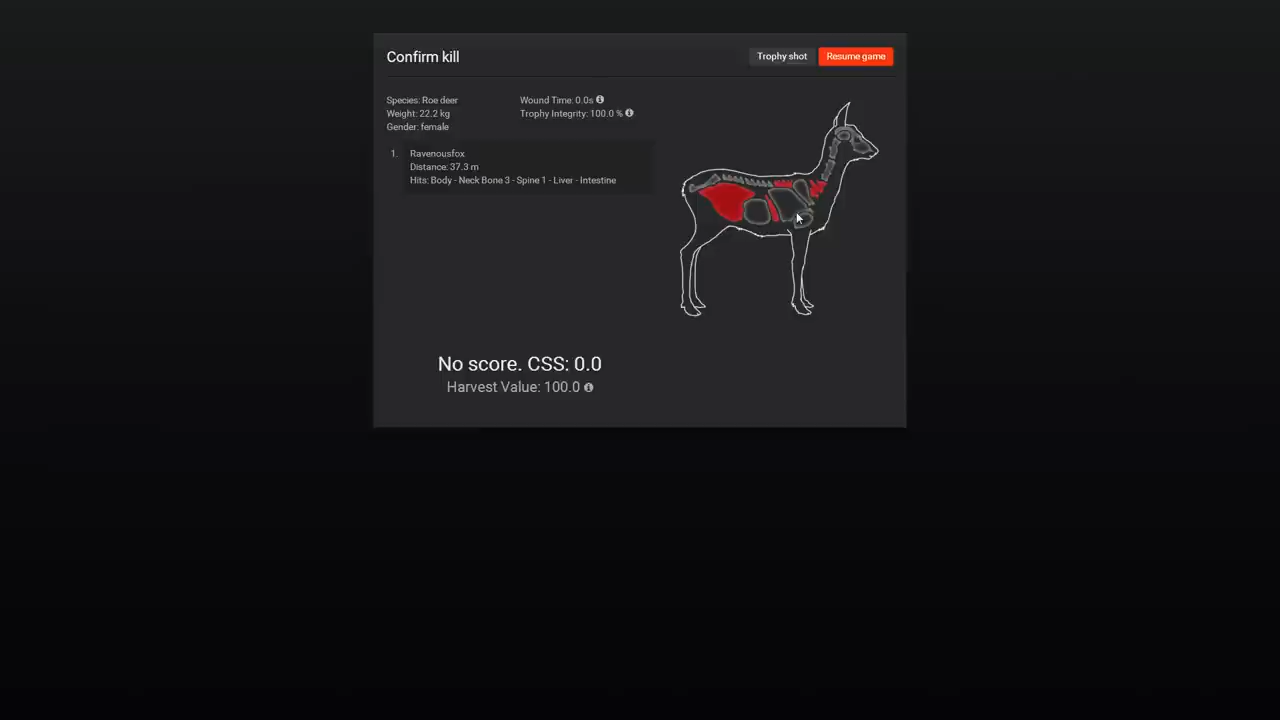 Confirm kill
Trophy shot
Resume game
Species: Roe deer
Weight: 22.2 kg
Gender: female
Wound Time: 0.0s
Trophy Integrity: 100.0 %
1.
Ravenousfox
Distance: 37.3 m
Hits: Body - Neck Bone 3 - Spine 1 - Liver - Intestine
No score. CSS: 0.0
Harvest Value: 100.0